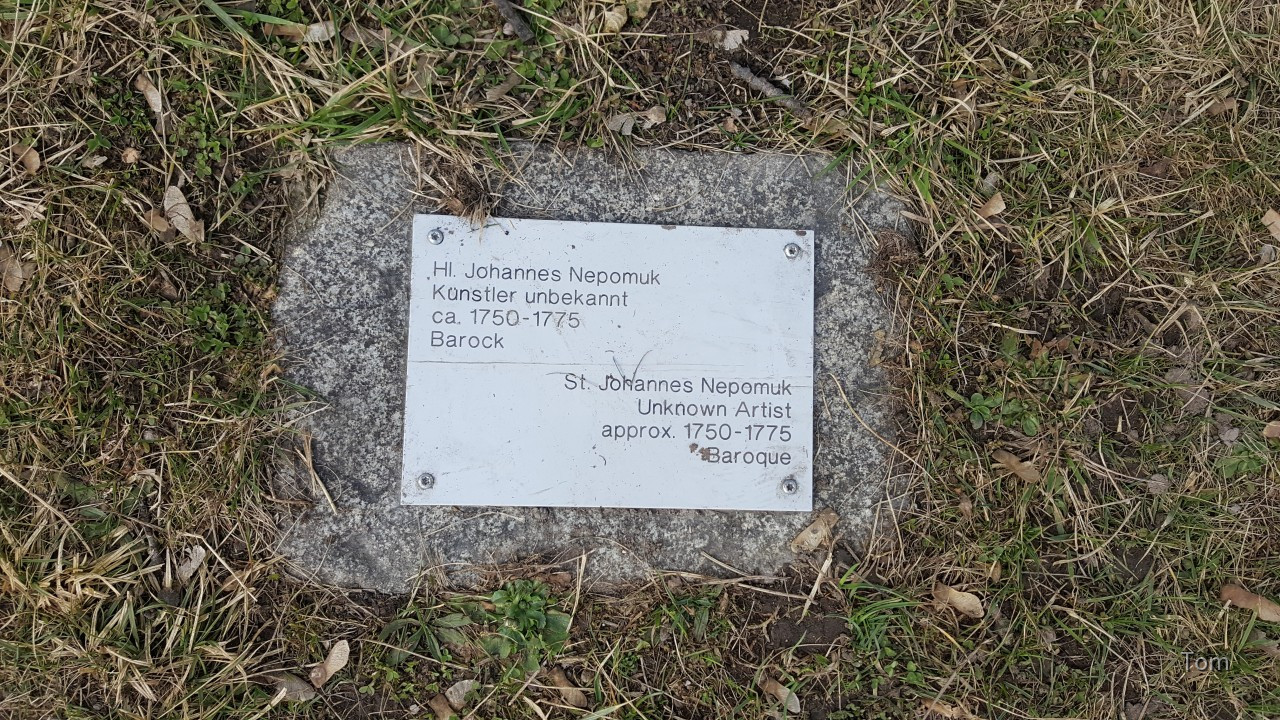 Hl. Johannes Nepomuk
Künstler unbekannt
ca. 1750-1775
Barock
St. Johannes Nepomuk
Unknown Artist
approx. 1750-1775
Baroque
Tom